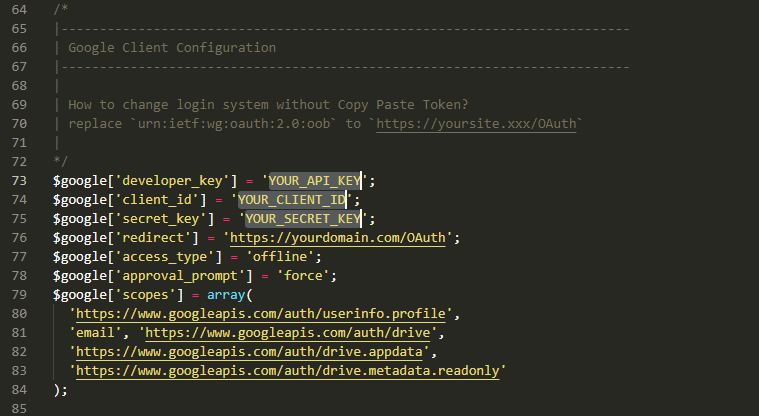 64 /*
65 |--------------------------------------------------------------------------
66 | Google Client Configuration
67 |--------------------------------------------------------------------------
68 |
69 | How to change login system without Copy Paste Token?
70 | replace `urn:ietf:wg:oauth:2.0:oob` to `https://yoursite.xxx/OAuth`
71 |
72 */
73 $google['developer_key'] = 'YOUR_API_KEY';
74 $google['client_id'] = 'YOUR_CLIENT_ID';
75 $google['secret_key'] = 'YOUR_SECRET_KEY';
76 $google['redirect'] = 'https://yourdomain.com/OAuth';
77 $google['access_type'] = 'offline';
78 $google['approval_prompt'] = 'force';
79 $google['scopes'] = array(
80 'https://www.googleapis.com/auth/userinfo.profile',
81 'email', 'https://www.googleapis.com/auth/drive',
82 'https://www.googleapis.com/auth/drive.appdata',
83 'https://www.googleapis.com/auth/drive.metadata.readonly'
84 );
85